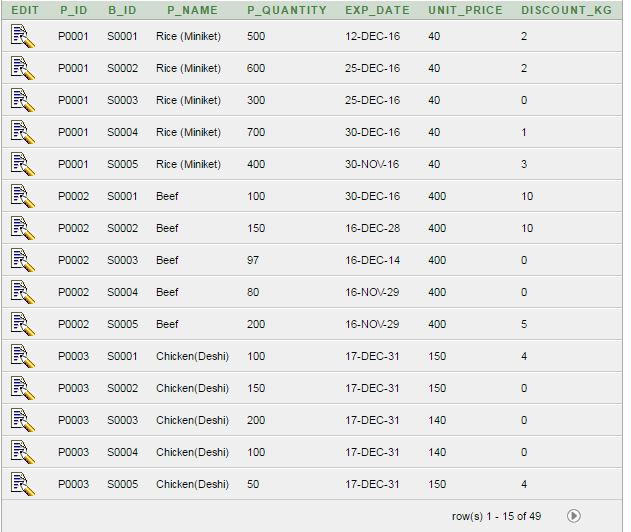 EDIT P_ID B_ID P_NAME P_QUANTITY EXP_DATE UNIT_PRICE DISCOUNT_KG
P0001 S0001 Rice (Miniket) 500 12-DEC-16 40 2
P0001 S0002 Rice (Miniket) 600 25-DEC-16 40 2
P0001 S0003 Rice (Miniket) 300 25-DEC-16 40 0
P0001 S0004 Rice (Miniket) 700 30-DEC-16 40 1
P0001 S0005 Rice (Miniket) 400 30-NOV-16 40 3
P0002 S0001 Beef 100 30-DEC-16 400 10
P0002 S0002 Beef 150 16-DEC-28 400 10
P0002 S0003 Beef 97 16-DEC-14 400 0
P0002 S0004 Beef 80 16-NOV-29 400 0
P0002 S0005 Beef 200 16-NOV-29 400 5
P0003 S0001 Chicken(Deshi) 100 17-DEC-31 150 4
P0003 S0002 Chicken(Deshi) 150 17-DEC-31 150 0
P0003 S0003 Chicken(Deshi) 200 17-DEC-31 140 0
P0003 S0004 Chicken(Deshi) 100 17-DEC-31 140 0
P0003 S0005 Chicken(Deshi) 50 17-DEC-31 150 4
row(s) 1 - 15 of 49